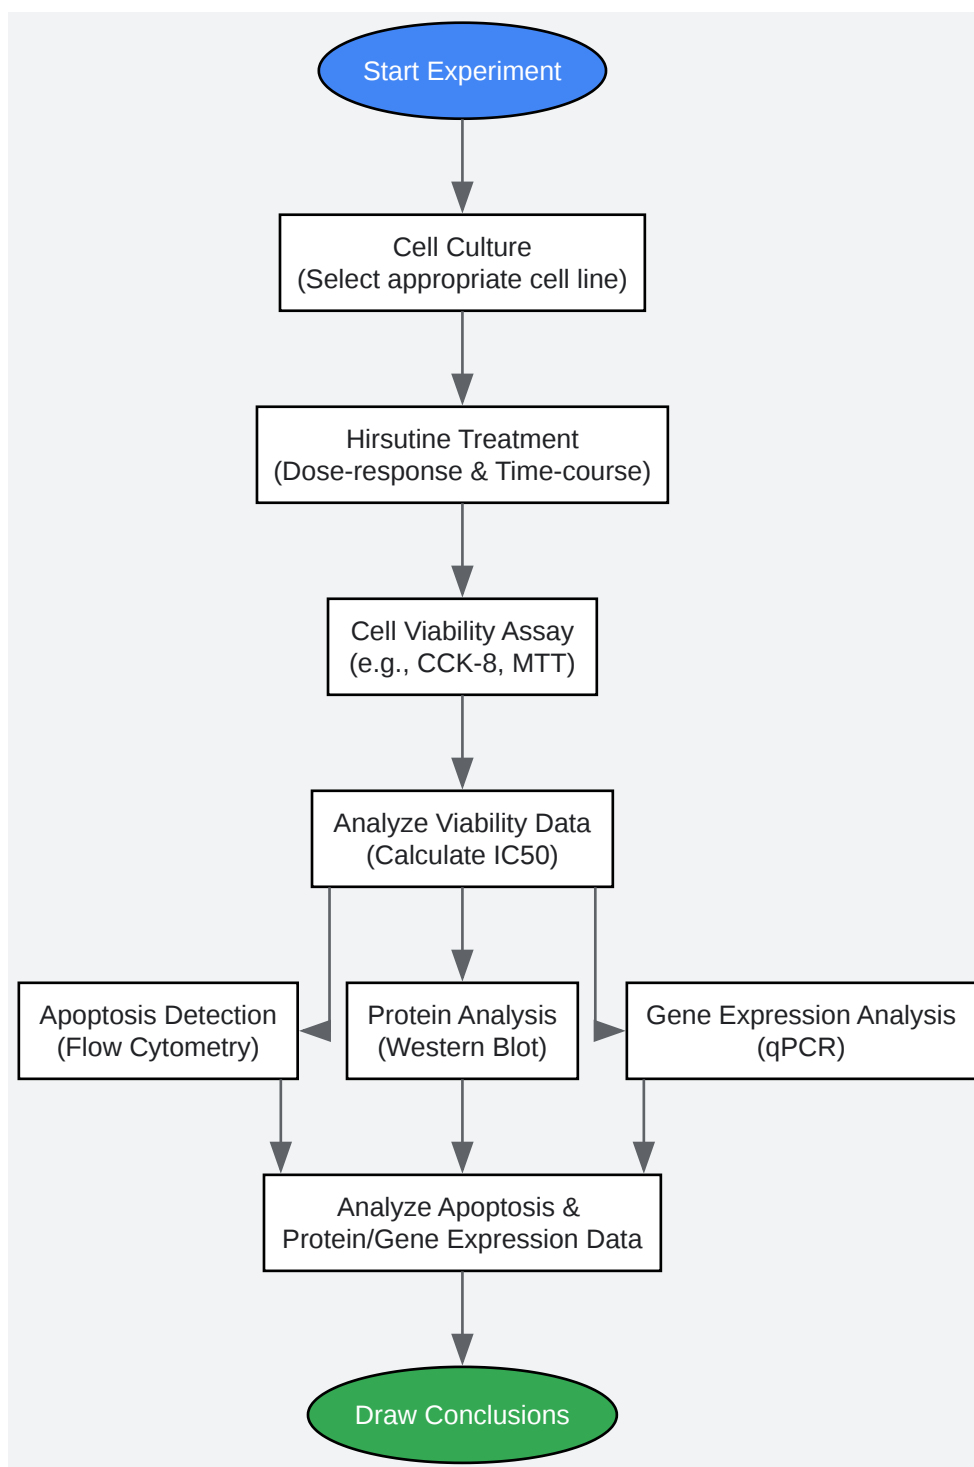 Start Experiment
Cell Culture
(Select appropriate cell line)
Hirsutine Treatment
(Dose-response & Time-course)
Cell Viability Assay
(e.g., CCK-8, MTT)
Analyze Viability Data
(Calculate IC50)
Apoptosis Detection
(Flow Cytometry)
Protein Analysis
(Western Blot)
Gene Expression Analysis
(qPCR)
Analyze Apoptosis &
Protein/Gene Expression Data
Draw Conclusions